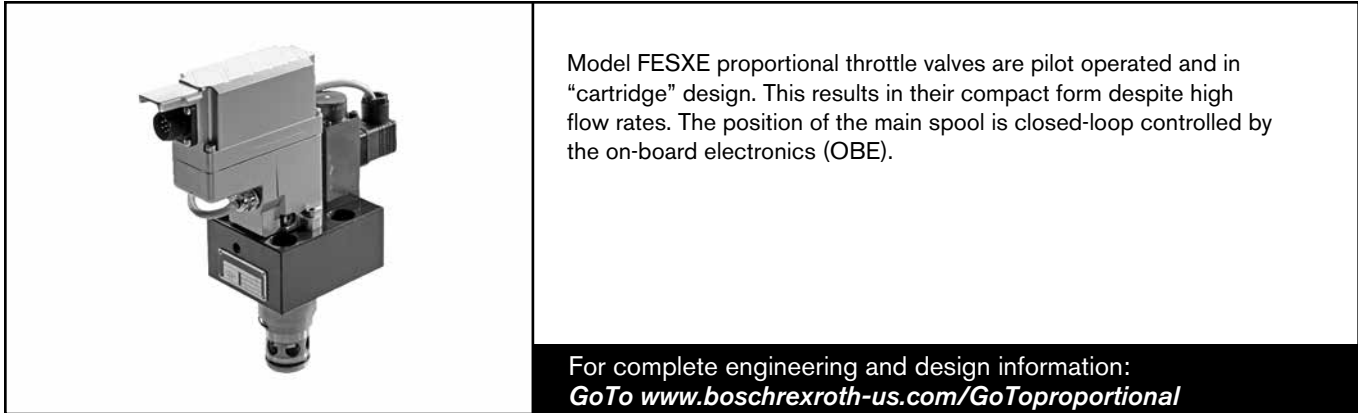 Model FESXE proportional throttle valves are pilot operated and in
“cartridge” design. This results in their compact form despite high
flow rates. The position of the main spool is closed-loop controlled by
the on-board electronics (OBE).
For complete engineering and design information:
GoTo www.boschrexroth-us.com/GoToproportional